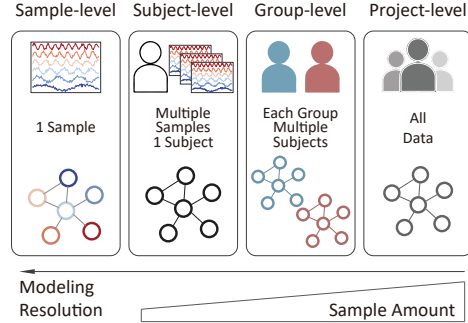 Sample-level
Subject-level
Group-level
Project-level
1 Sample
Multiple
Samples
1 Subject
Each Group
Multiple
Subjects
All
Data
Modeling
Resolution
Sample Amount